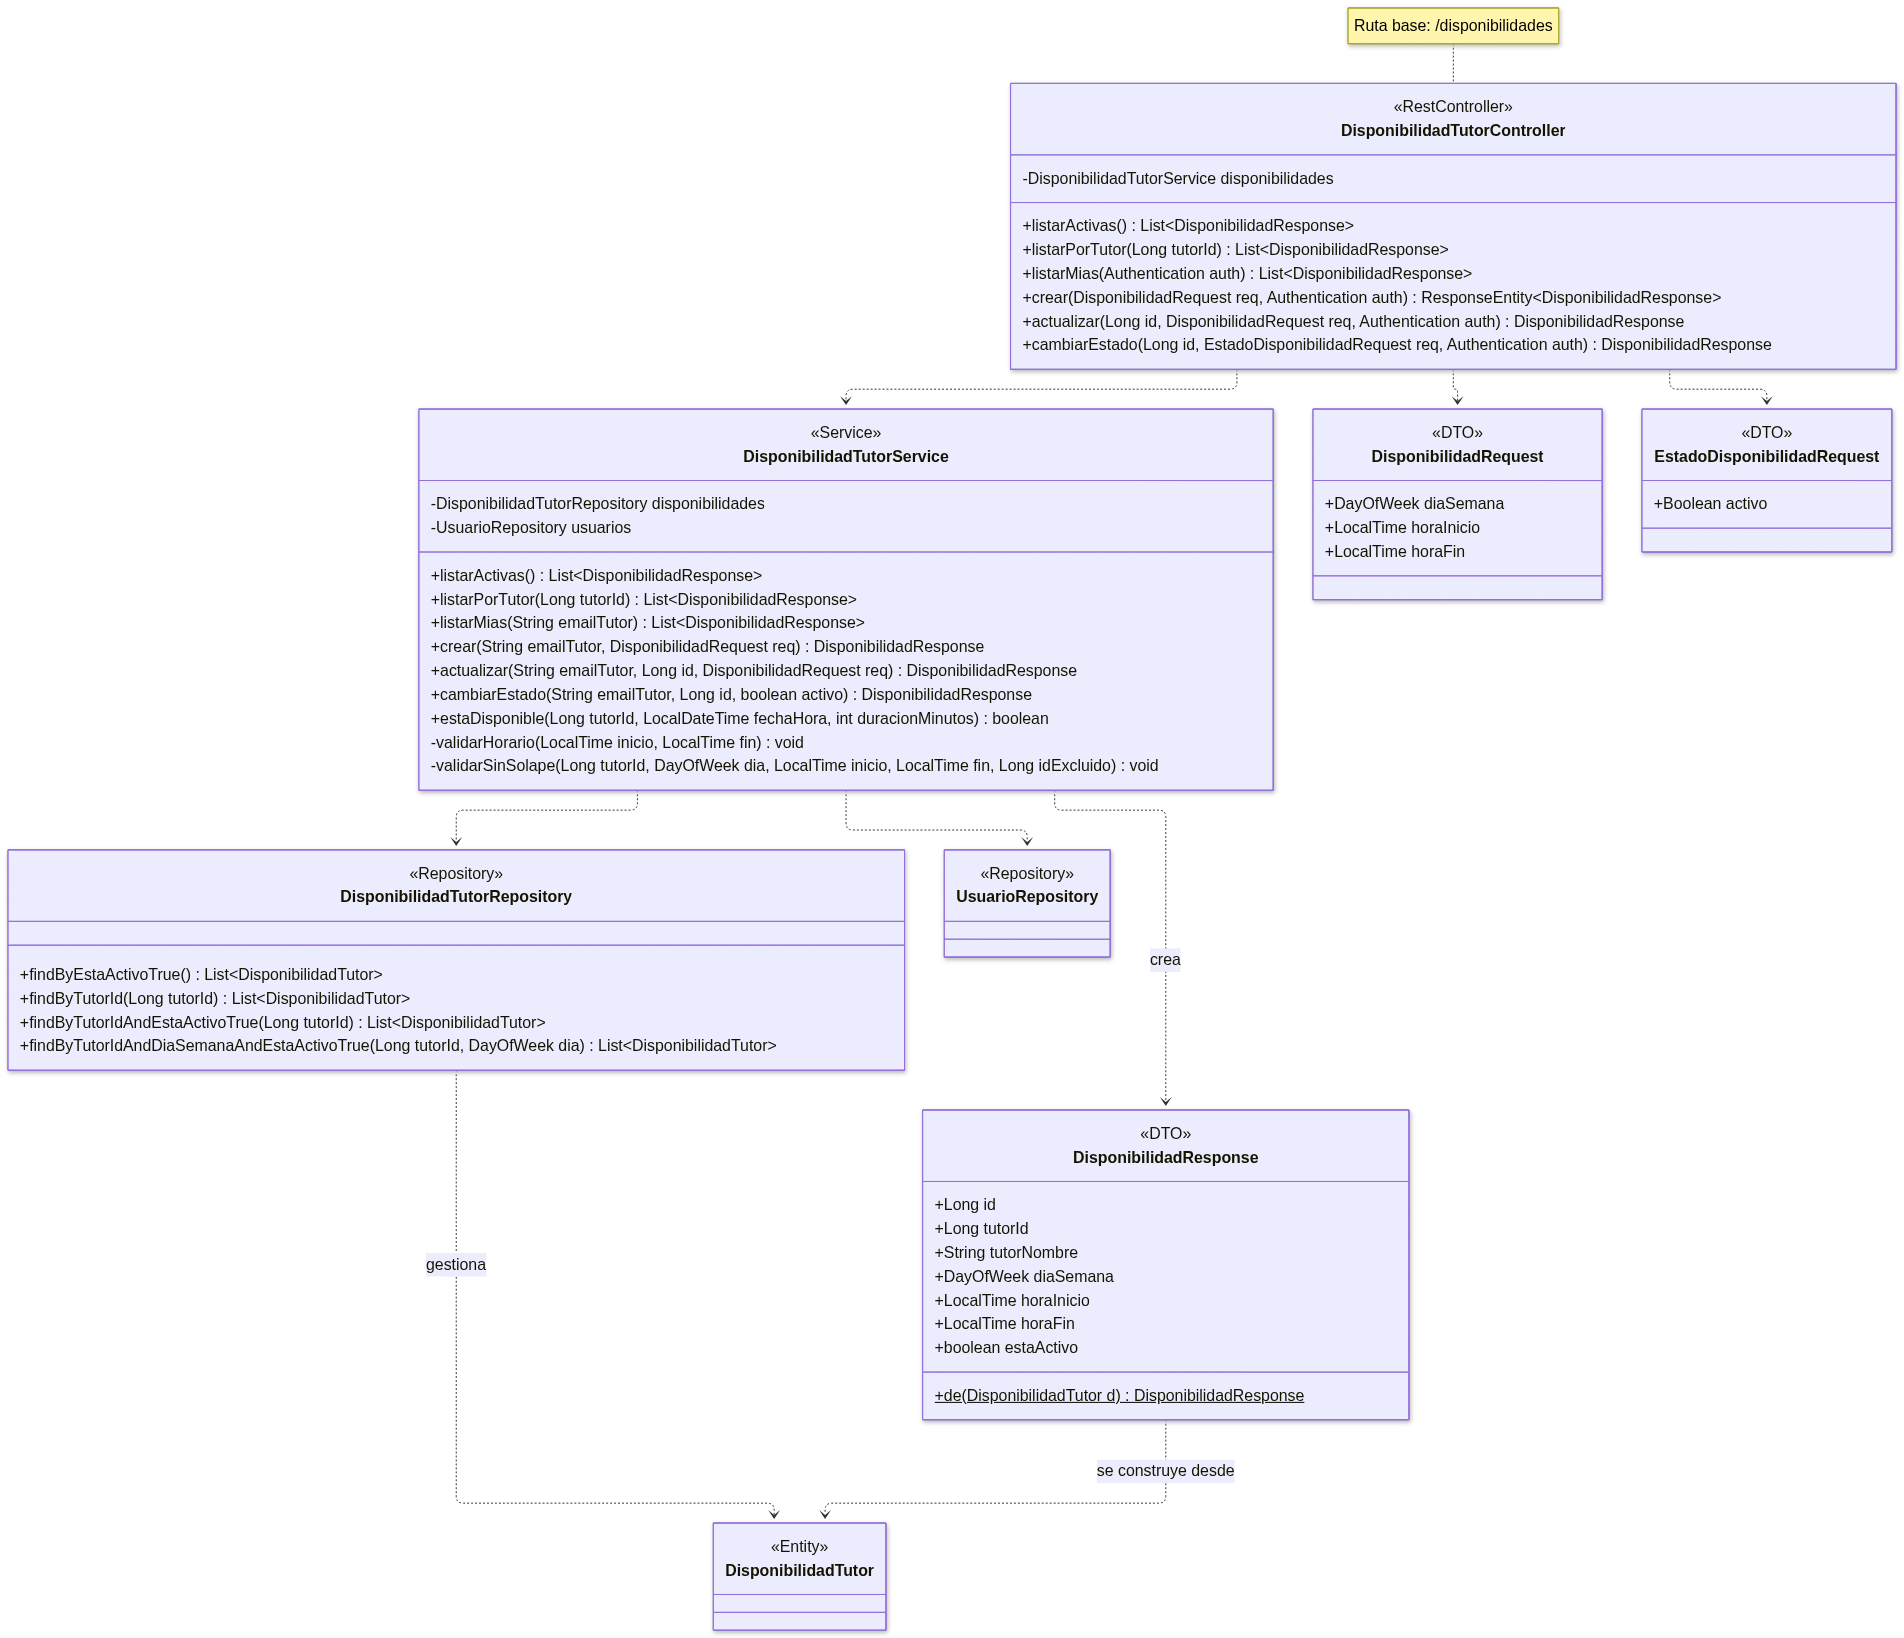 Ruta base: /disponibilidades
«RestController»
DisponibilidadTutorController
-DisponibilidadTutorService disponibilidades
+listarActivas() : List<DisponibilidadResponse>
+listarPorTutor(Long tutorId) : List<DisponibilidadResponse>
+listarMias(Authentication auth) : List<DisponibilidadResponse>
+crear(DisponibilidadRequest req, Authentication auth) : ResponseEntity<DisponibilidadResponse>
+actualizar(Long id, DisponibilidadRequest req, Authentication auth) : DisponibilidadResponse
+cambiarEstado(Long id, EstadoDisponibilidadRequest req, Authentication auth) : DisponibilidadResponse
«Service»
DisponibilidadTutorService
-DisponibilidadTutorRepository disponibilidades
-UsuarioRepository usuarios
+listarActivas() : List<DisponibilidadResponse>
+listarPorTutor(Long tutorId) : List<DisponibilidadResponse>
+listarMias(String emailTutor) : List<DisponibilidadResponse>
+crear(String emailTutor, DisponibilidadRequest req) : DisponibilidadResponse
+actualizar(String emailTutor, Long id, DisponibilidadRequest req) : DisponibilidadResponse
+cambiarEstado(String emailTutor, Long id, boolean activo) : DisponibilidadResponse
+estaDisponible(Long tutorId, LocalDateTime fechaHora, int duracionMinutos) : boolean
-validarHorario(LocalTime inicio, LocalTime fin) : void
-validarSinSolape(Long tutorId, DayOfWeek dia, LocalTime inicio, LocalTime fin, Long idExcluido) : void
«DTO»
DisponibilidadRequest
+DayOfWeek diaSemana
+LocalTime horaInicio
+LocalTime horaFin
«DTO»
EstadoDisponibilidadRequest
+Boolean activo
«Repository»
DisponibilidadTutorRepository
+findByEstaActivoTrue() : List<DisponibilidadTutor>
+findByTutorId(Long tutorId) : List<DisponibilidadTutor>
+findByTutorIdAndEstaActivoTrue(Long tutorId) : List<DisponibilidadTutor>
+findByTutorIdAndDiaSemanaAndEstaActivoTrue(Long tutorId, DayOfWeek dia) : List<DisponibilidadTutor>
«Repository»
UsuarioRepository
crea
«DTO»
DisponibilidadResponse
+Long id
+Long tutorId
+String tutorNombre
+DayOfWeek diaSemana
+LocalTime horaInicio
+LocalTime horaFin
+boolean estaActivo
+de(DisponibilidadTutor d) : DisponibilidadResponse
gestiona
se construye desde
«Entity»
DisponibilidadTutor